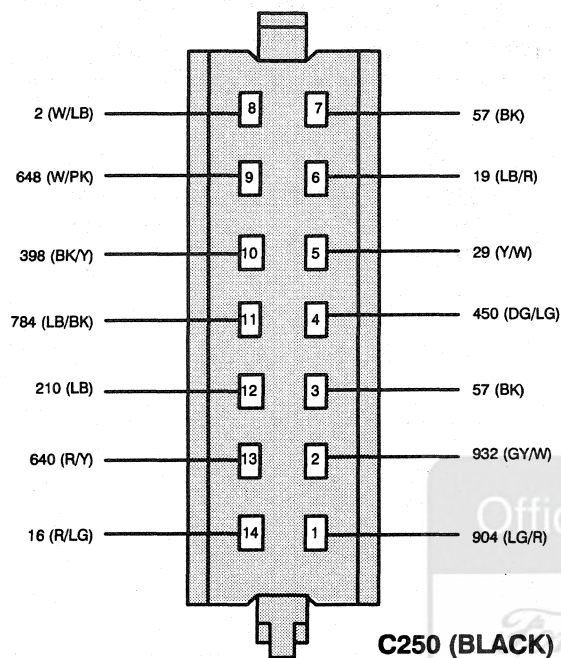 2 (W/LB) 8 7 57 (BK)
648 (W/PK) 9 6 19 (LB/R)
398 (BK/Y) 10 5 29 (Y/W)
784 (LB/BK) 11 4 450 (DG/LG)
210 (LB) 12 3 57 (BK)
640 (R/Y) 13 2 932 (GY/W)
16 (R/LG) 14 1 904 (LG/R)
C250 (BLACK)